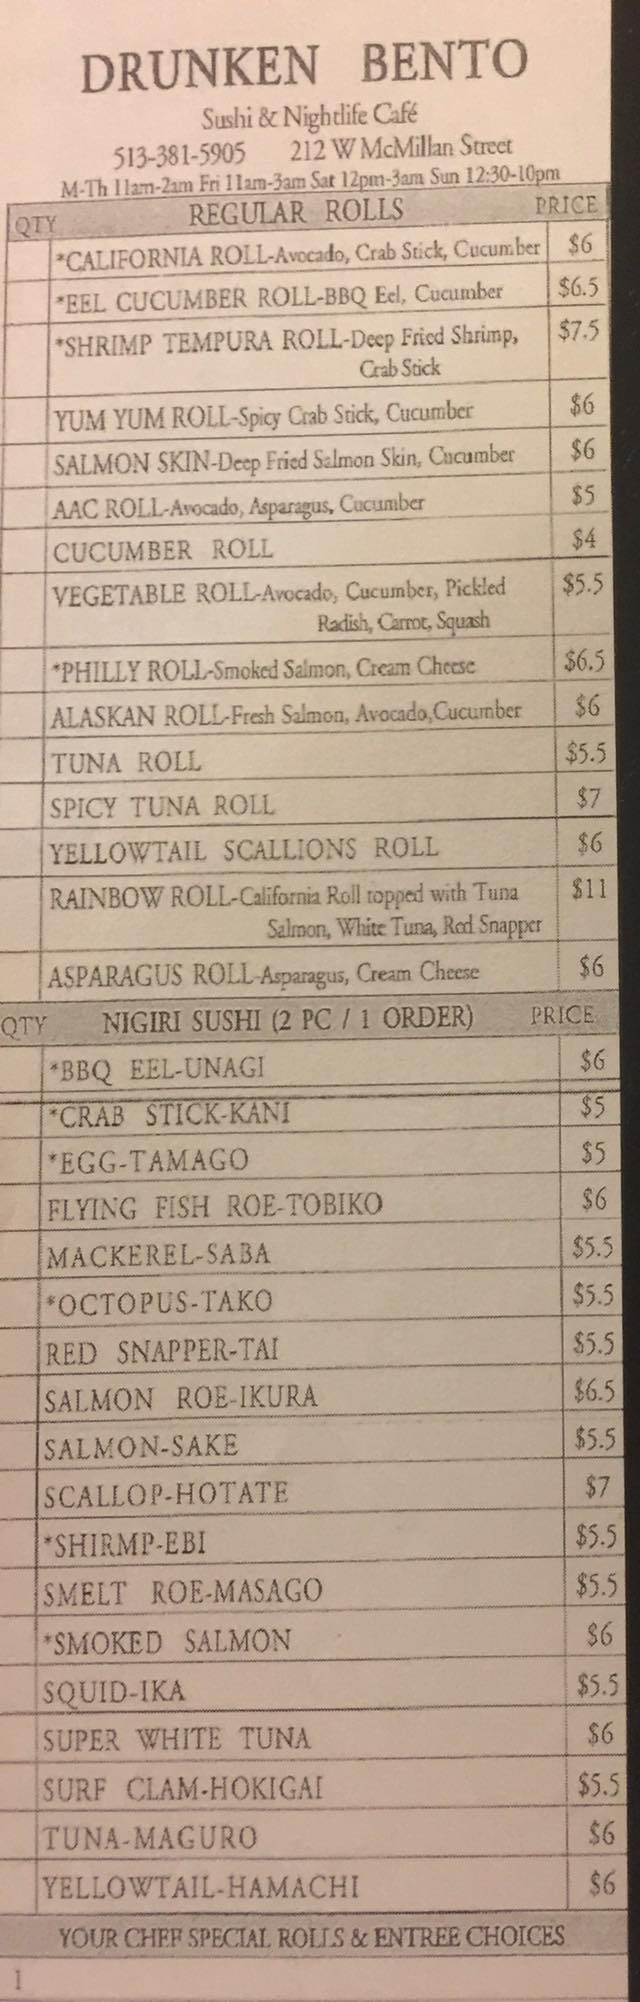 DRUNKEN BENTO
Sushi & Nightlife Café
513-381-5905 212 W McMillan Street
M-Th 11am-2am Fri 11am-3am Sat 12pm-3am Sun 12:30-10pm
QTY REGULAR ROLLS PRICE
*CALIFORNIA ROLL-Avocado, Crab Stick, Cucumber $6
*EEL CUCUMBER ROLL-BBQ Eel, Cucumber $6.5
*SHRIMP TEMPURA ROLL-Deep Fried Shrimp, $7.5
Crab Stick
YUM YUM ROLL-Spicy Crab Stick, Cucumber $6
SALMON SKIN-Deep Fried Salmon Skin, Cucumber $6
AAC ROLL-Avocado, Asparagus, Cucumber $5
CUCUMBER ROLL $4
VEGETABLE ROLL-Avocado, Cucumber, Pickled $5.5
Radish, Carrot, Squash
*PHILLY ROLL-Smoked Salmon, Cream Cheese $6.5
ALASKAN ROLL-Fresh Salmon, Avocado,Cucumber $6
TUNA ROLL $5.5
SPICY TUNA ROLL $7
YELLOWTAIL SCALLIONS ROLL $6
RAINBOW ROLL-California Roll topped with Tuna $11
Salmon, White Tuna, Red Snapper
ASPARAGUS ROLL-Asparagus, Cream Cheese $6
QTY NIGIRI SUSHI (2 PC / 1 ORDER) PRICE
*BBQ EEL-UNAGI $6
*CRAB STICK-KANI $5
*EGG-TAMAGO $5
FLYING FISH ROE-TOBIKO $6
MACKEREL-SABA $5.5
*OCTOPUS-TAKO $5.5
RED SNAPPER-TAI $5.5
SALMON ROE-IKURA $6.5
SALMON-SAKE $5.5
SCALLOP-HOTATE $7
*SHIRMP-EBI $5.5
SMELT ROE-MASAGO $5.5
*SMOKED SALMON $6
SQUID-IKA $5.5
SUPER WHITE TUNA $6
SURF CLAM-HOKIGAI $5.5
TUNA-MAGURO $6
YELLOWTAIL-HAMACHI $6
YOUR CHEF SPECIAL ROLLS & ENTREE CHOICES
1